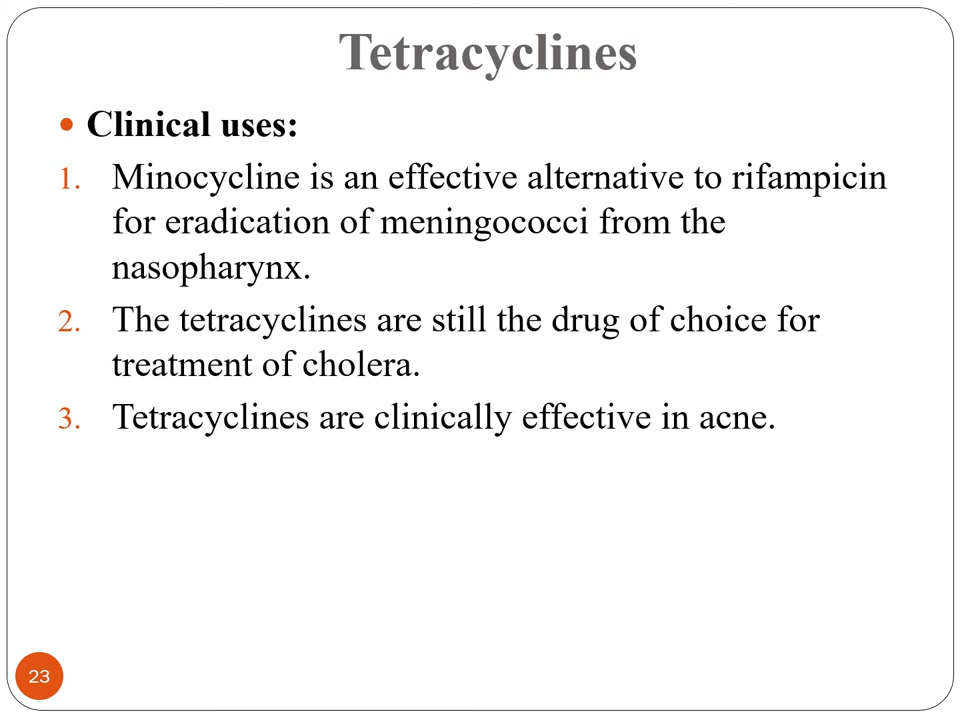 Tetracyclines
• Clinical uses:
1. Minocycline is an effective alternative to rifampicin
for eradication of meningococci from the
nasopharynx.
2. The tetracyclines are still the drug of choice for
treatment of cholera.
3. Tetracyclines are clinically effective in acne.
23